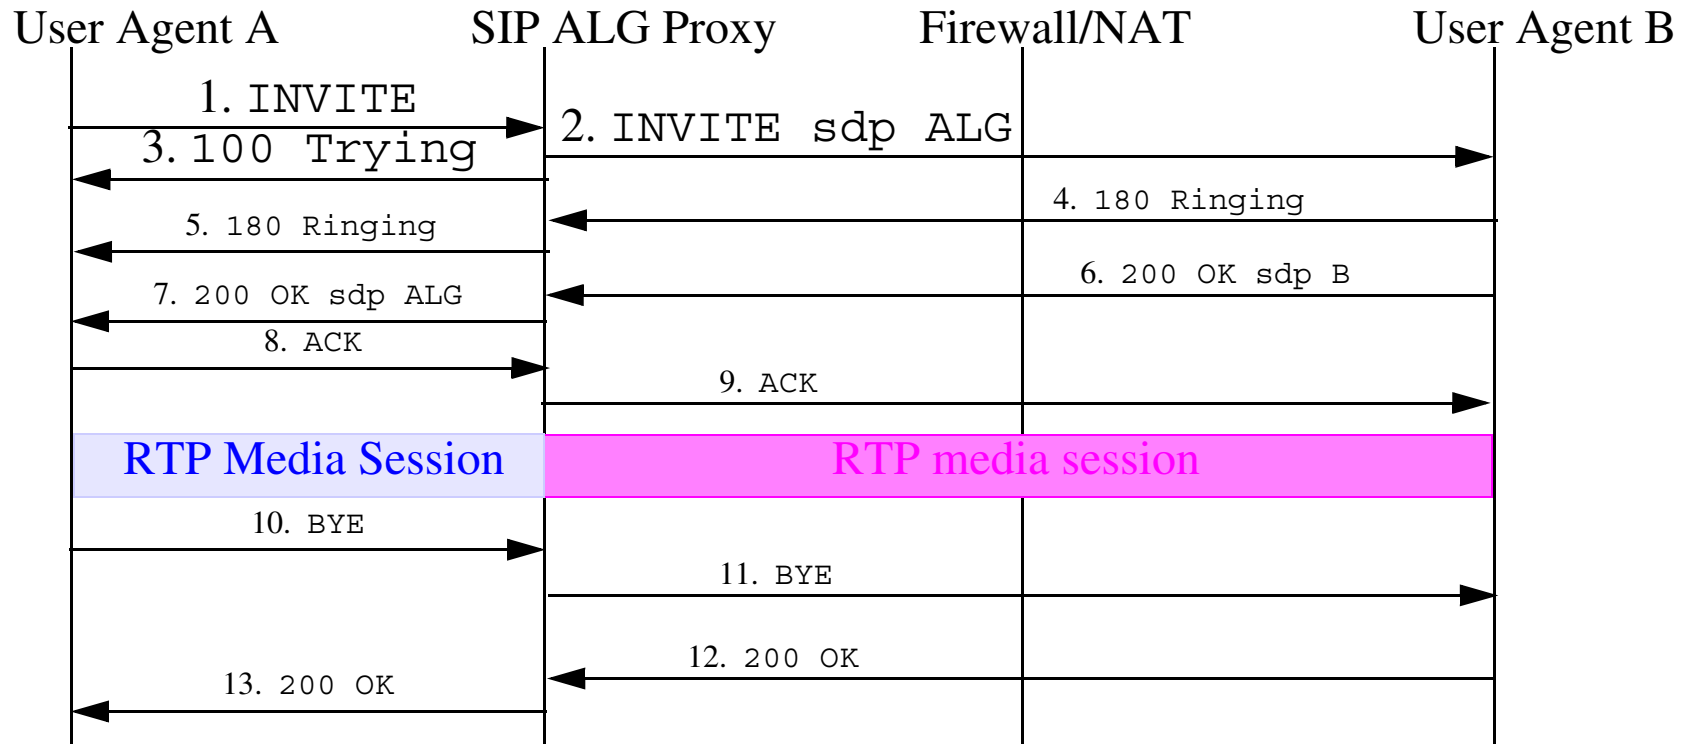 User Agent A SIP ALG Proxy Firewall/NAT User Agent B
1. INVITE
2. INVITE sdp ALG
3. 100 Trying
4. 180 Ringing
5. 180 Ringing
6. 200 OK sdp B
7. 200 OK sdp ALG
8. ACK
9. ACK
RTP Media Session RTP media session
10. BYE
11. BYE
12. 200 OK
13. 200 OK